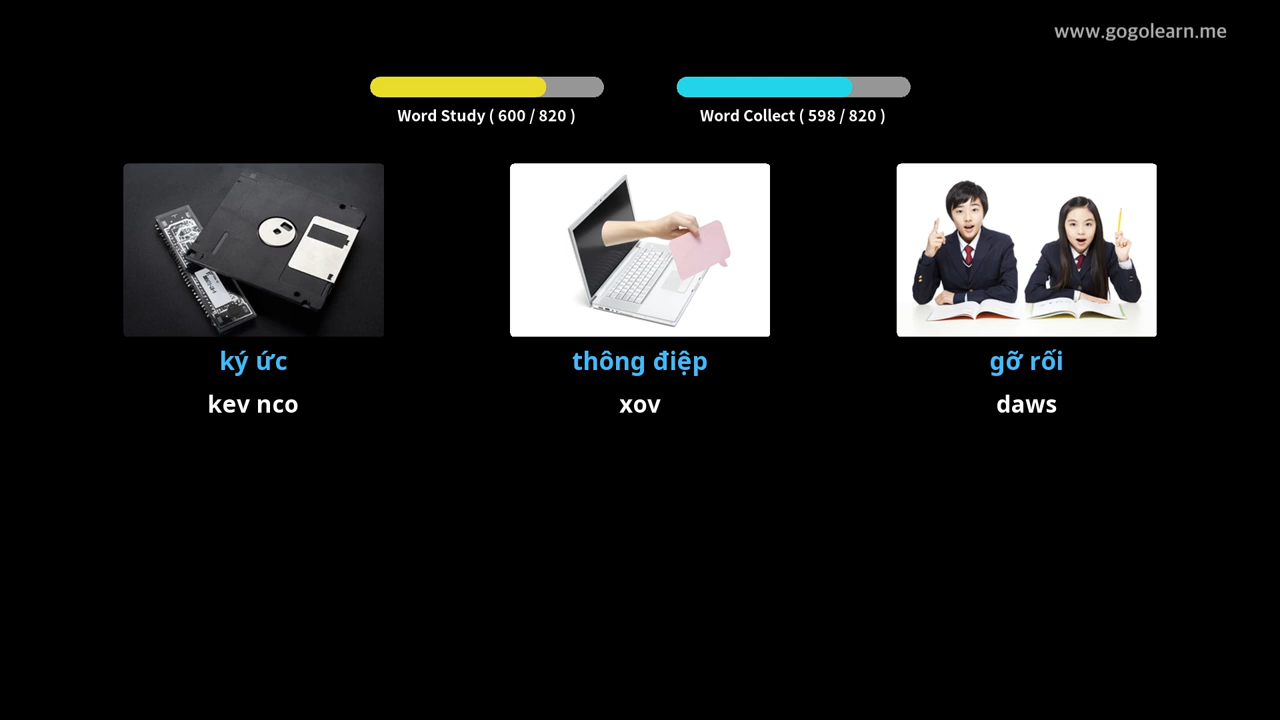 www.gogolearn.me
Word Study ( 600 / 820 )
Word Collect ( 598 / 820 )
ký ức
kev nco
thông điệp
xov
gỡ rối
daws